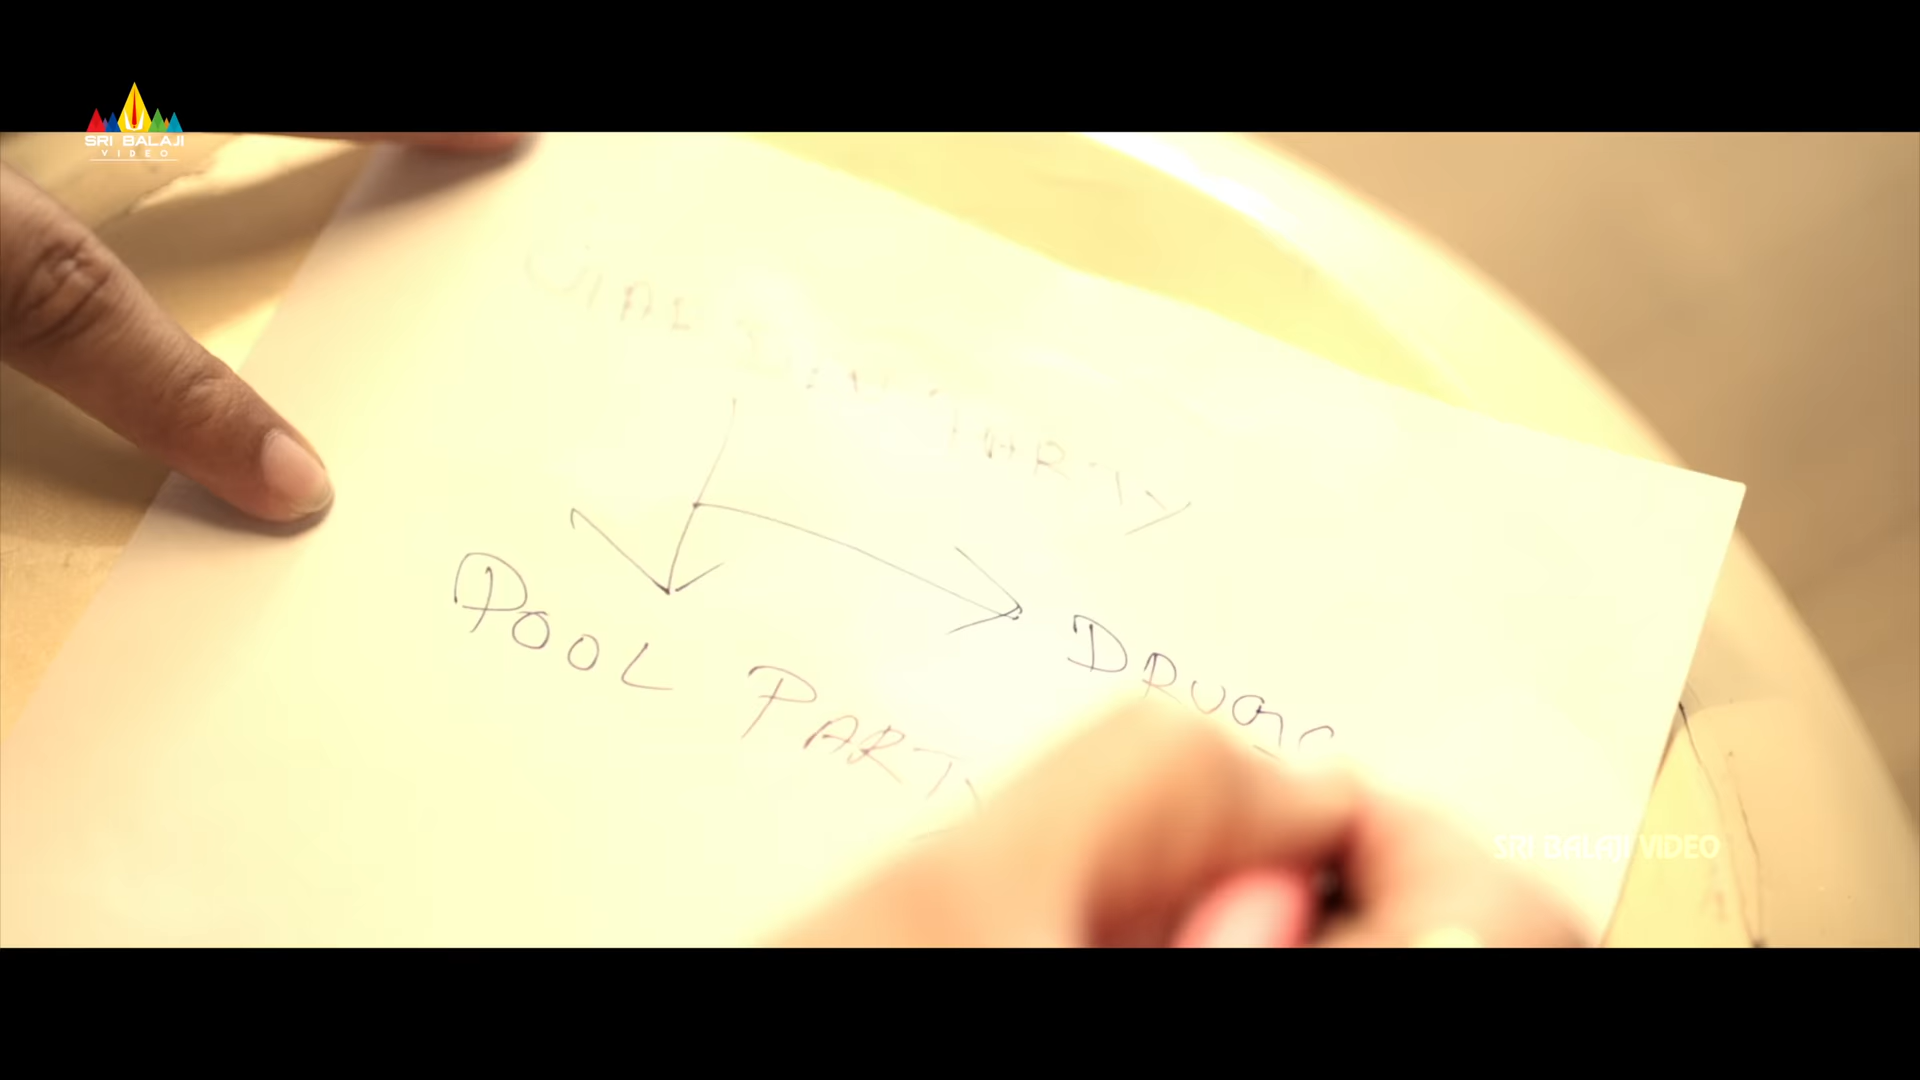 SRI BALAJI
VIDEO
PARTY
POOL PARTY
DRUGS
SRI BALAJI VIDEO